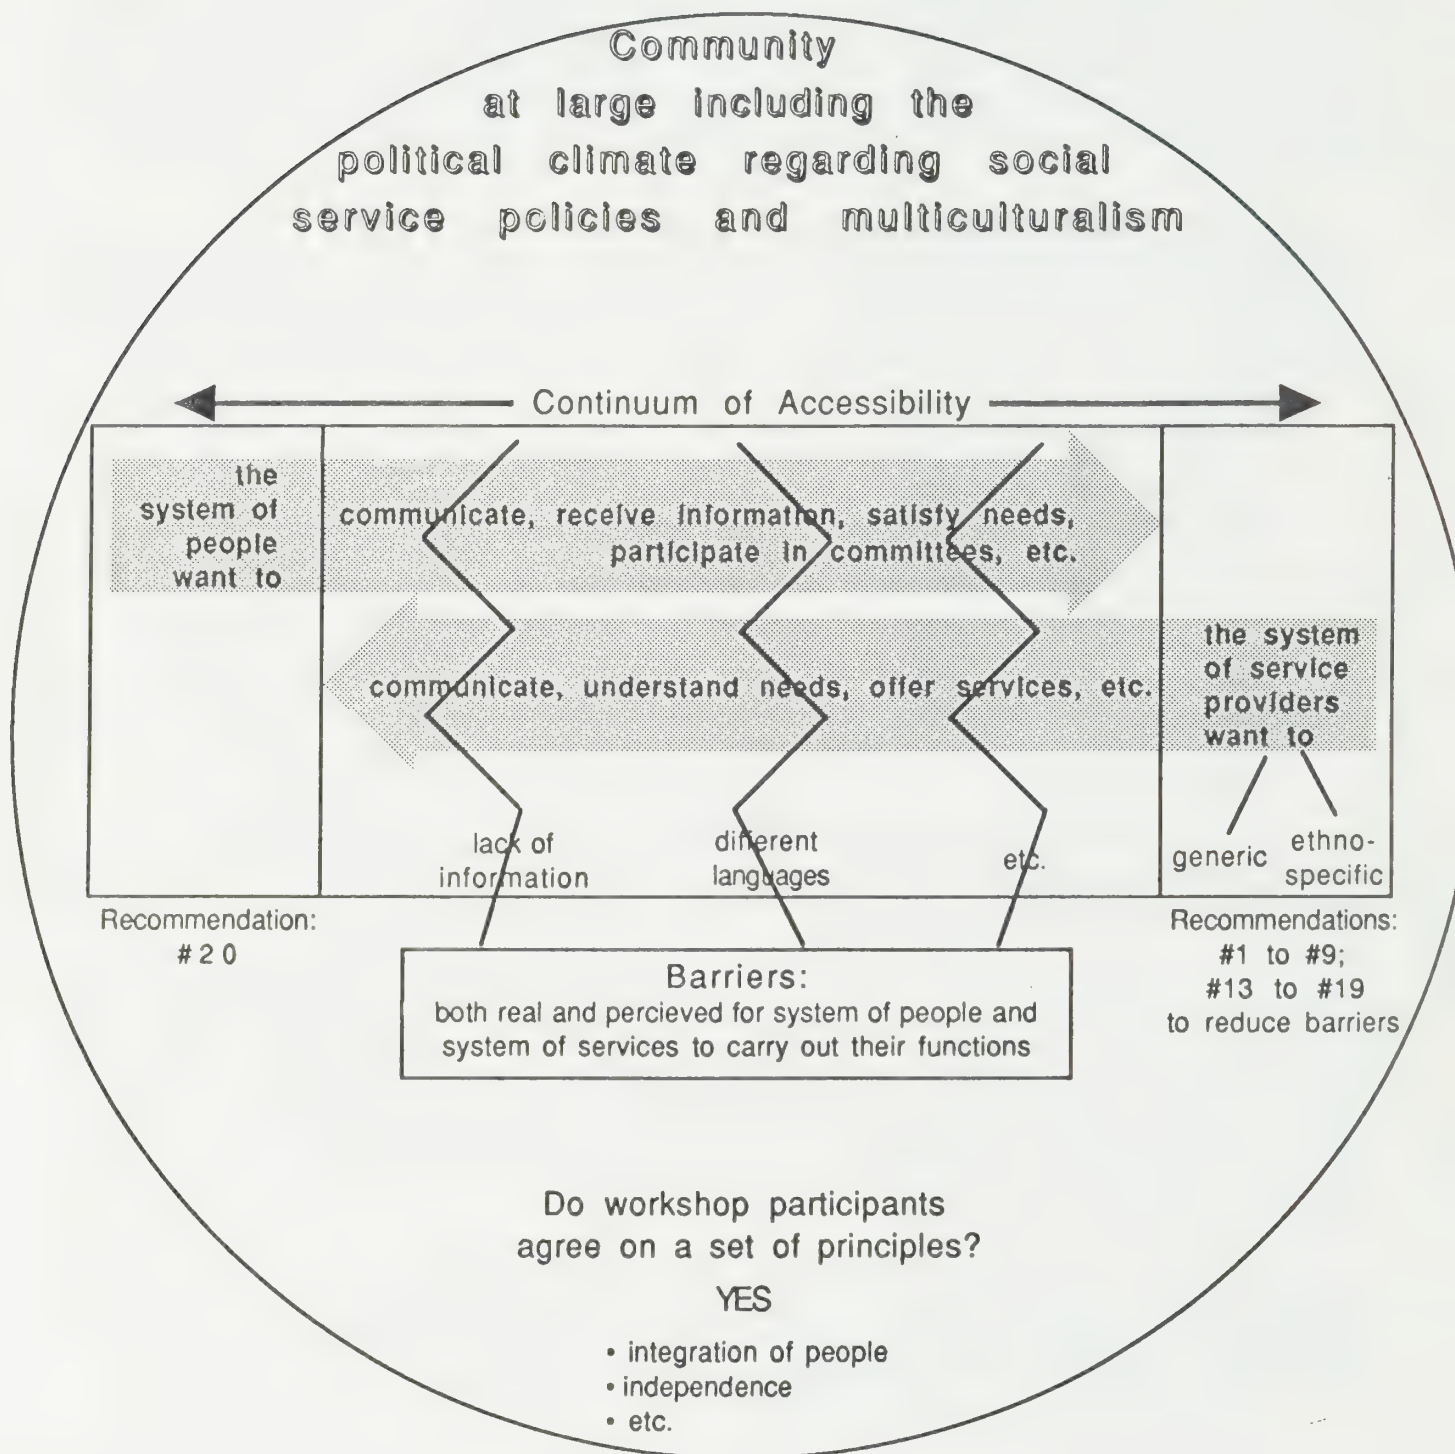 Community
at large including the
political climate regarding social
service policies and multiculturalism
Continuum of Accessibility
the
system of
people
want to
communicate, receive information, satisfy needs,
participate in committees, etc.
the system
of service
providers
want to
communicate, understand needs, offer services, etc.
generic
ethno-
specific
lack of
information
different
languages
etc.
Recommendation:
#20
Recommendations:
#1 to #9;
#13 to #19
to reduce barriers
Barriers:
both real and percieved for system of people and
system of services to carry out their functions
Do workshop participants
agree on a set of principles?
YES
• integration of people
• independence
• etc.